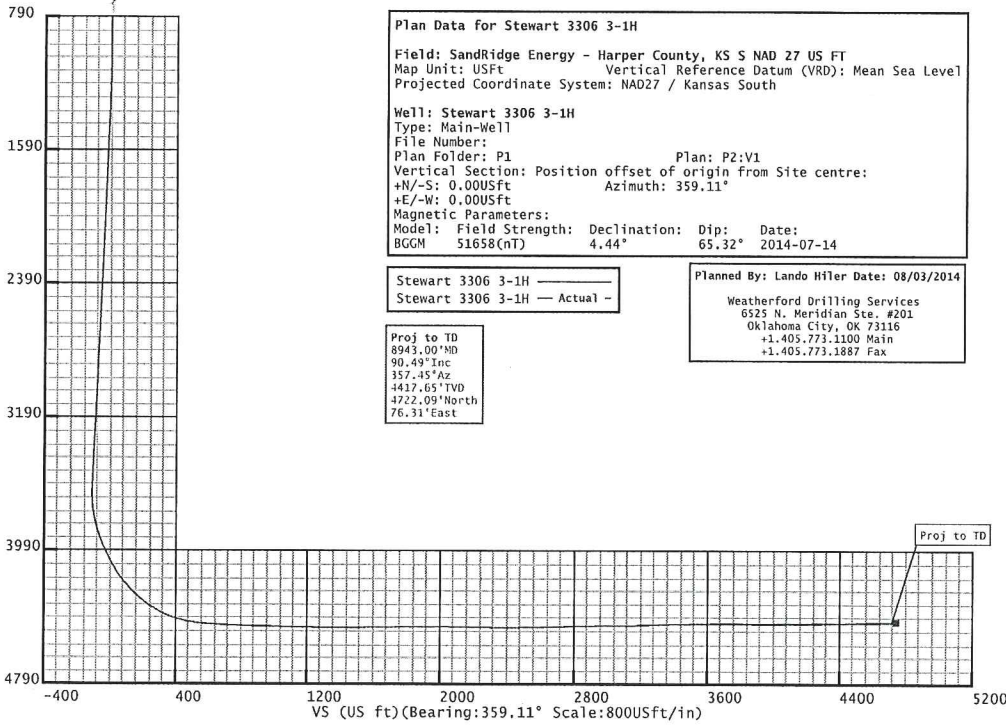 790
1590
2390
3190
3990
4790
-400
400
1200
2000
2800
3600
4400
5200
VS (US ft)(Bearing:359.11° Scale:800USft/in)
Plan Data for Stewart 3306 3-1H
Field: SandRidge Energy - Harper County, KS S NAD 27 US FT
Map Unit: USFt Vertical Reference Datum (VRD): Mean Sea Level
Projected Coordinate System: NAD27 / Kansas South
Well: Stewart 3306 3-1H
Type: Main-Well
File Number:
Plan Folder: P1 Plan: P2:V1
Vertical Section: Position offset of origin from Site centre:
+N/-S: 0.00USft Azimuth: 359.11°
+E/-W: 0.00USft
Magnetic Parameters:
Model: Field Strength: Declination: Dip: Date:
BGGM 51658(nT) 4.44° 65.32° 2014-07-14
Stewart 3306 3-1H
Stewart 3306 3-1H — Actual -
Planned By: Lando Hiler Date: 08/03/2014
Weatherford Drilling Services
6525 N. Meridian Ste. #201
Oklahoma City, OK 73116
+1.405.773.1100 Main
+1.405.773.1887 Fax
Proj to TD
8943.00'MD
90.49°Inc
357.45°Az
4417.65'TVD
4722.09'North
76.31'East
Proj to TD